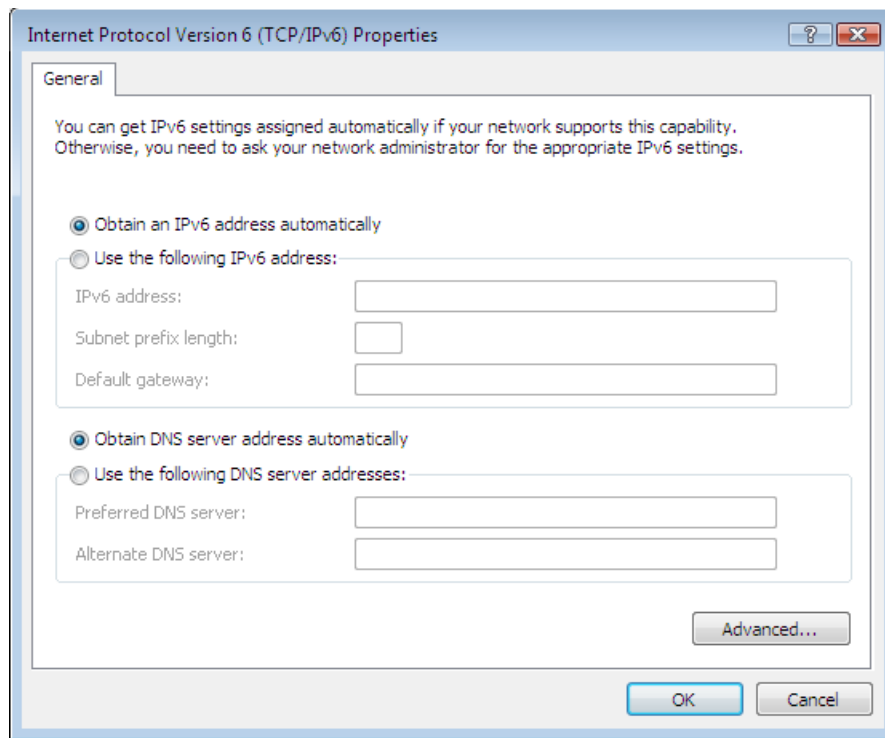 Internet Protocol Version 6 (TCP/IPv6) Properties
?
General
You can get IPv6 settings assigned automatically if your network supports this capability.
Otherwise, you need to ask your network administrator for the appropriate IPv6 settings.
Obtain an IPv6 address automatically
Use the following IPv6 address:
IPv6 address:
Subnet prefix length:
Default gateway:
Obtain DNS server address automatically
Use the following DNS server addresses:
Preferred DNS server:
Alternate DNS server:
Advanced...
OK Cancel